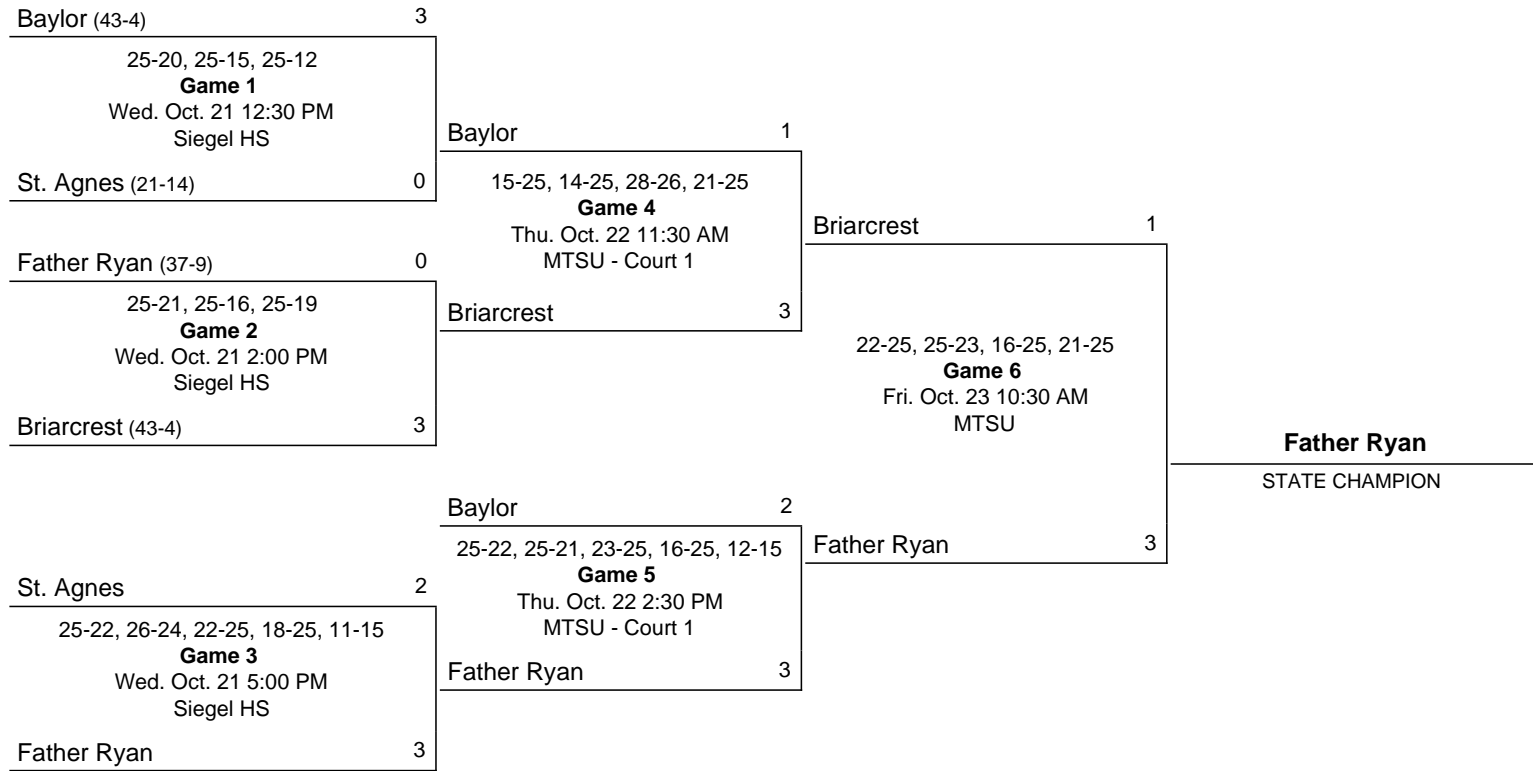 Baylor (43-4) 3
25-20, 25-15, 25-12
Game 1
Wed. Oct. 21 12:30 PM
Siegel HS
St. Agnes (21-14) 0
Father Ryan (37-9) 0
25-21, 25-16, 25-19
Game 2
Wed. Oct. 21 2:00 PM
Siegel HS
Briarcrest (43-4) 3
St. Agnes 2
25-22, 26-24, 22-25, 18-25, 11-15
Game 3
Wed. Oct. 21 5:00 PM
Siegel HS
Father Ryan 3
Baylor 1
15-25, 14-25, 28-26, 21-25
Game 4
Thu. Oct. 22 11:30 AM
MTSU - Court 1
Briarcrest 3
Baylor 2
25-22, 25-21, 23-25, 16-25, 12-15
Game 5
Thu. Oct. 22 2:30 PM
MTSU - Court 1
Father Ryan 3
Briarcrest 1
22-25, 25-23, 16-25, 21-25
Game 6
Fri. Oct. 23 10:30 AM
MTSU
Father Ryan 3
Father Ryan
STATE CHAMPION